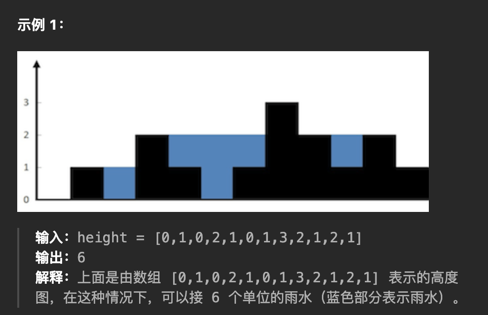 示例 1：
3
2
1
0
输入：height = [0,1,0,2,1,0,1,3,2,1,2,1]
输出：6
解释：上面是由数组 [0,1,0,2,1,0,1,3,2,1,2,1] 表示的高度
图，在这种情况下，可以接 6 个单位的雨水（蓝色部分表示雨水）。